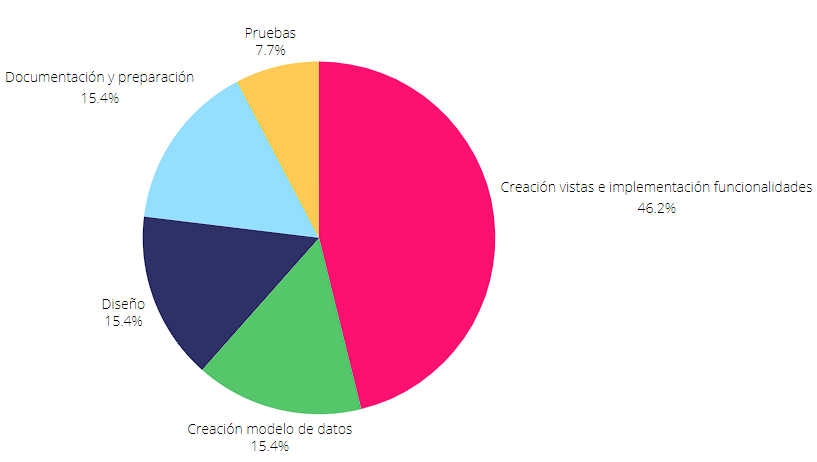 Pruebas
7.7%
Documentación y preparación
15.4%
Creación vistas e implementación funcionalidades
46.2%
Diseño
15.4%
Creación modelo de datos
15.4%